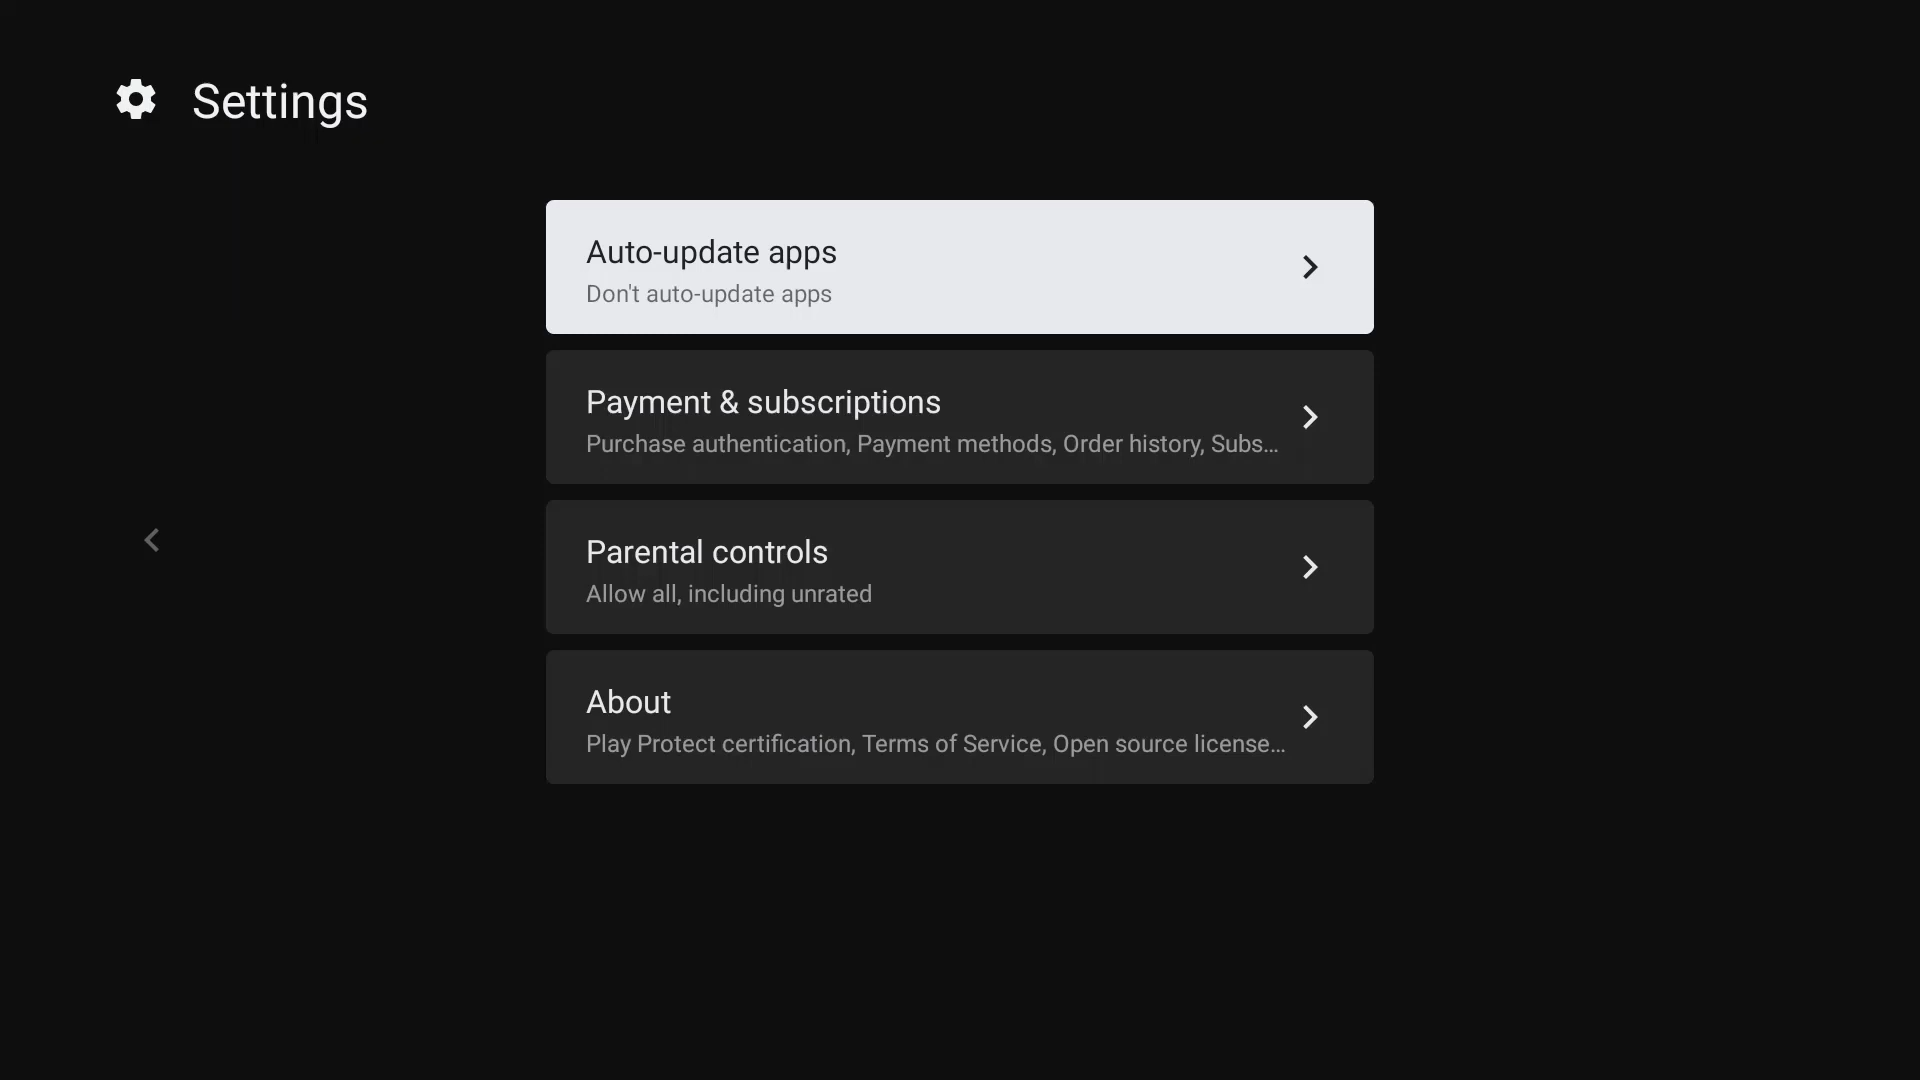 Settings
Auto-update apps
Don't auto-update apps
Payment & subscriptions
Purchase authentication, Payment methods, Order history, Subs...
Parental controls
Allow all, including unrated
About
Play Protect certification, Terms of Service, Open source license...